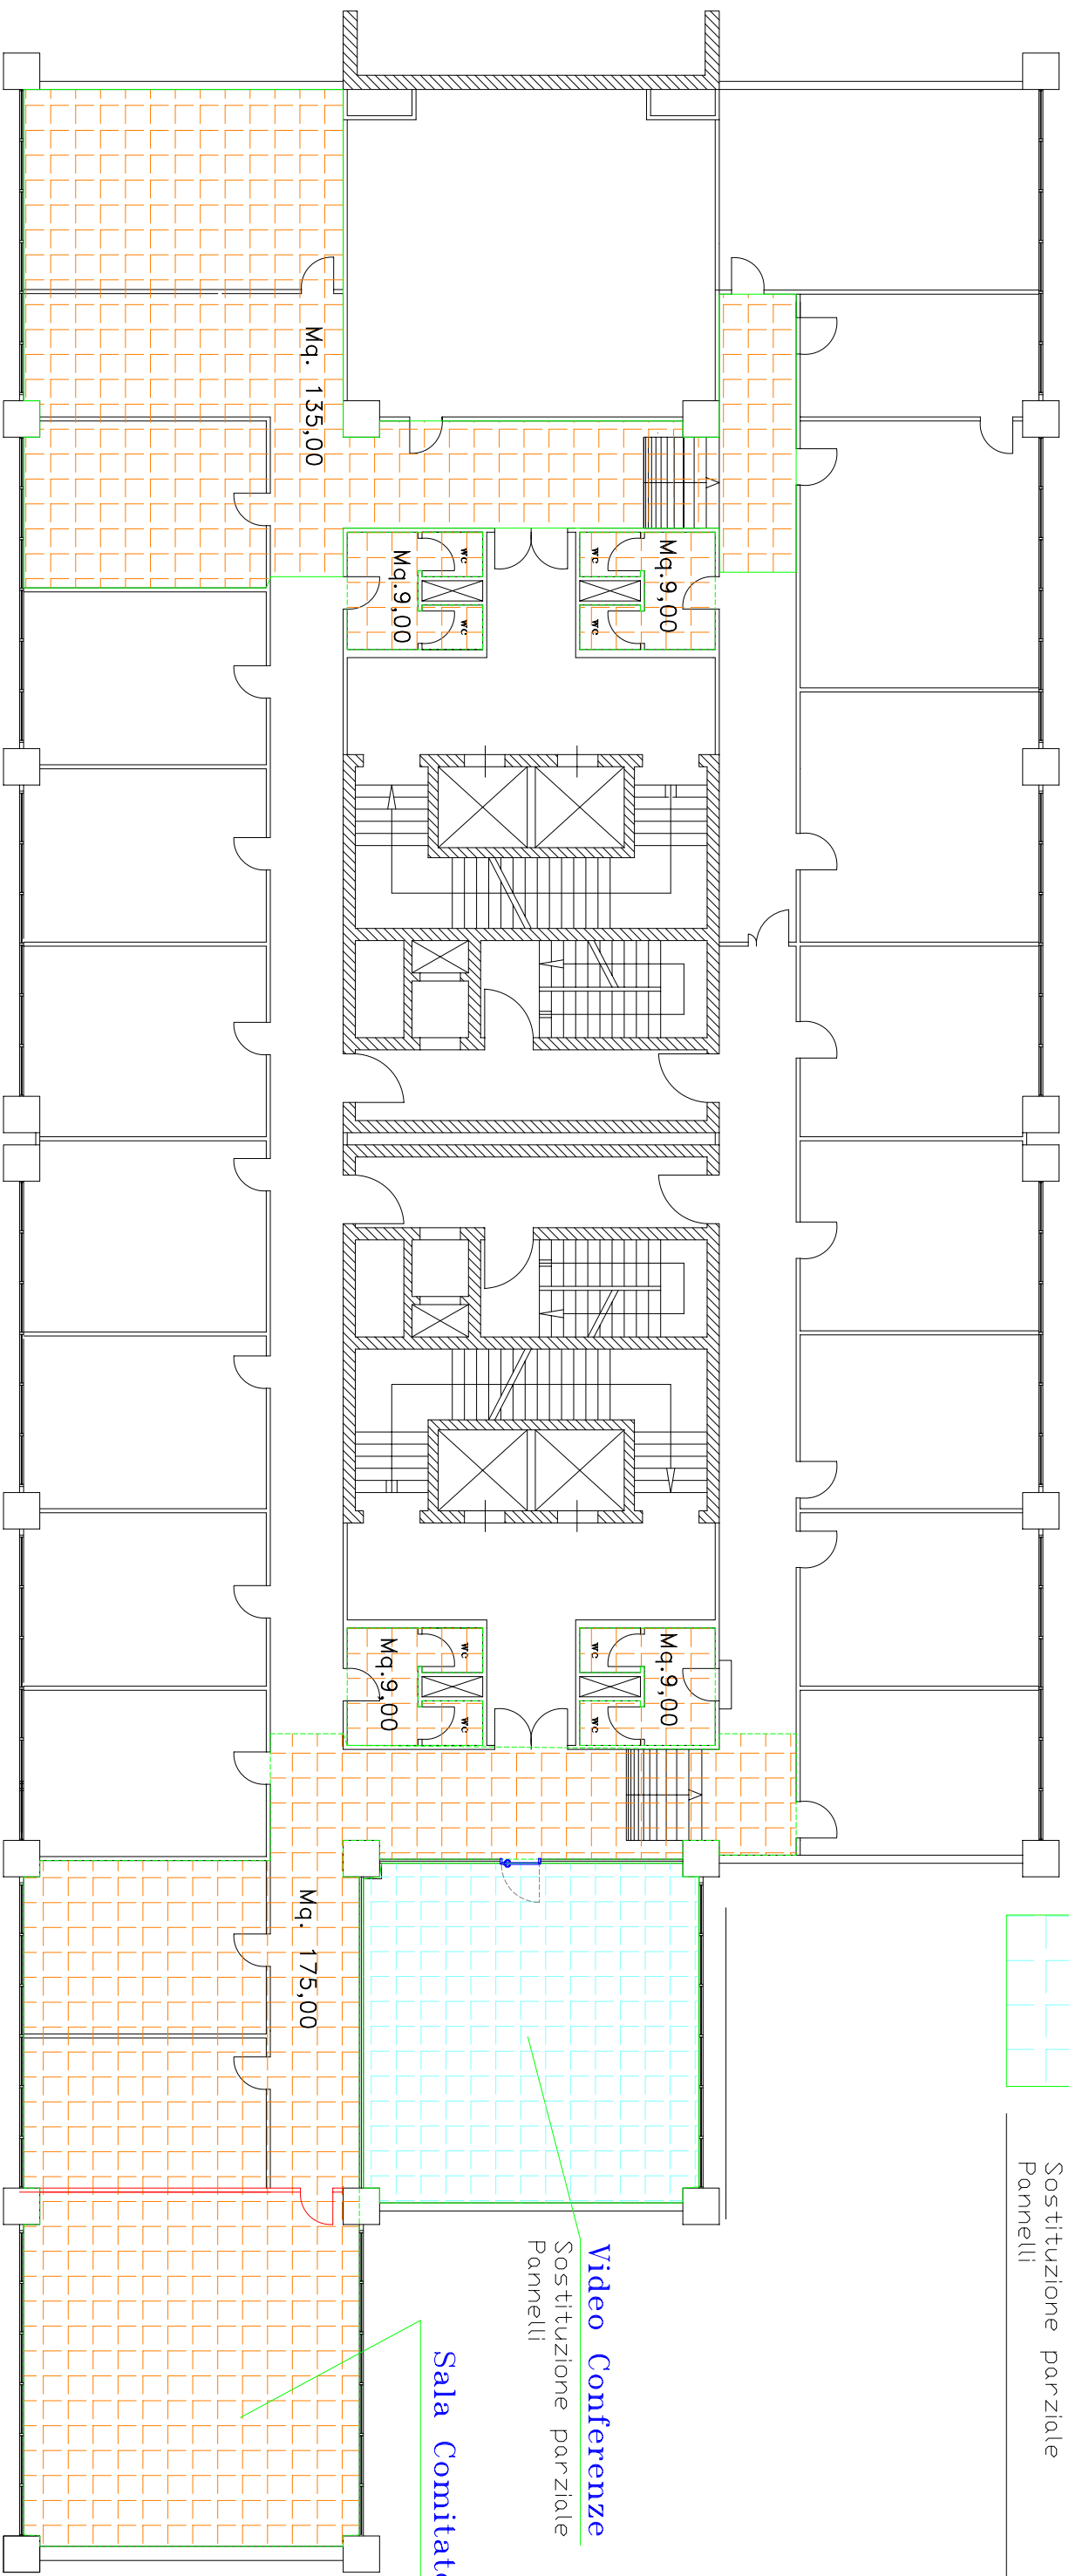 Mq. 135,00
Mq.9,00
Mq.9,00
wc
wc
wc
wc
Mq.9,00
Mq.9,00
wc
wc
wc
wc
Mq. 175,00
Sostituzione parziale
Pannelli
Video Conferenze
Sostituzione parziale
Pannelli
Sala Comitato